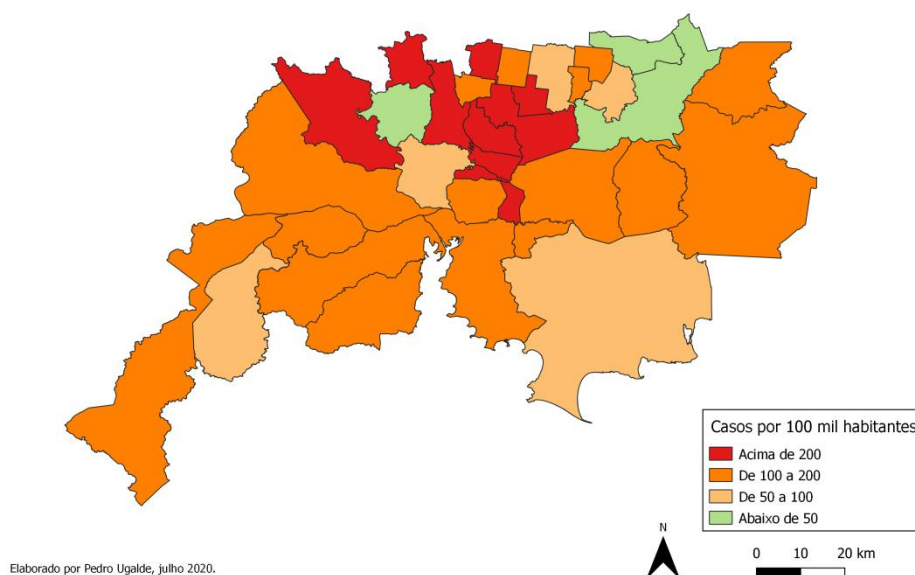 Casos por 100 mil habitantes
Acima de 200
De 100 a 200
De 50 a 100
Abaixo de 50
N
0 10 20 km
Elaborado por Pedro Ugalde, julho 2020.